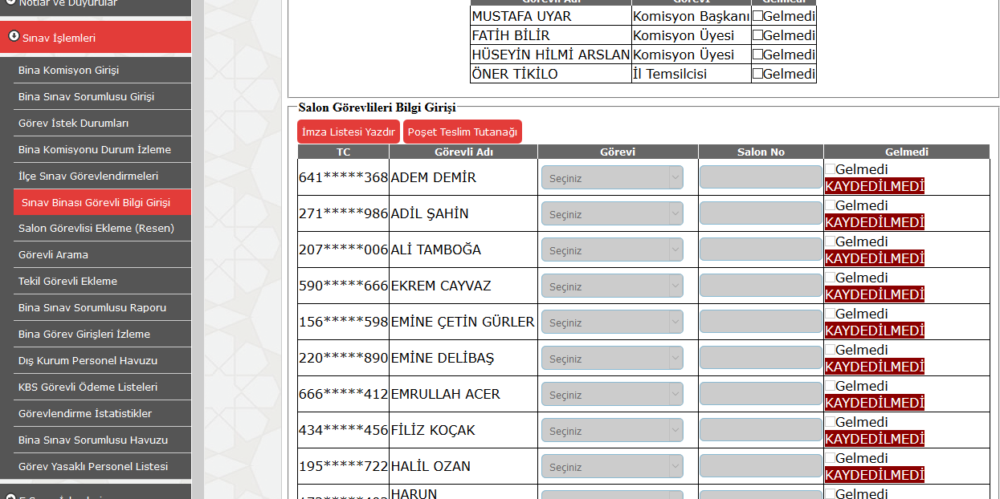 Notlar ve Duyurular
Sınav İşlemleri
Bina Komisyon Girişi
Bina Sınav Sorumlusu Girişi
Görev İstek Durumları
Bina Komisyonu Durum İzleme
İlçe Sınav Görevlendirmeleri
Sınav Binası Görevli Bilgi Girişi
Salon Görevlisi Ekleme (Resen)
Görevli Arama
Tekil Görevli Ekleme
Bina Sınav Sorumlusu Raporu
Bina Görev Girişleri İzleme
Dış Kurum Personel Havuzu
KBS Görevli Ödeme Listeleri
Görevlendirme İstatistikler
Bina Sınav Sorumlusu Havuzu
Görev Yasaklı Personel Listesi
Görevli Adı Görevi Gelmedi
MUSTAFA UYAR Komisyon Başkanı Gelmedi
FATİH BİLİR Komisyon Üyesi Gelmedi
HÜSEYİN HİLMİ ARSLAN Komisyon Üyesi Gelmedi
ÖNER TİKİLO İl Temsilcisi Gelmedi
Salon Görevlileri Bilgi Girişi
İmza Listesi Yazdır Poşet Teslim Tutanağı
TC Görevli Adı Görevi Salon No Gelmedi
641*****368 ADEM DEMİR Seçiniz Gelmedi
KAYDEDİLMEDİ
271*****986 ADİL ŞAHİN Seçiniz Gelmedi
KAYDEDİLMEDİ
207*****006 ALİ TAMBOĞA Seçiniz Gelmedi
KAYDEDİLMEDİ
590*****666 EKREM CAYVAZ Seçiniz Gelmedi
KAYDEDİLMEDİ
156*****598 EMİNE ÇETİN GÜRLER Seçiniz Gelmedi
KAYDEDİLMEDİ
220*****890 EMİNE DELİBAŞ Seçiniz Gelmedi
KAYDEDİLMEDİ
666*****412 EMRULLAH ACER Seçiniz Gelmedi
KAYDEDİLMEDİ
434*****456 FİLİZ KOÇAK Seçiniz Gelmedi
KAYDEDİLMEDİ
195*****722 HALİL OZAN Seçiniz Gelmedi
KAYDEDİLMEDİ
HARUN Gelmedi